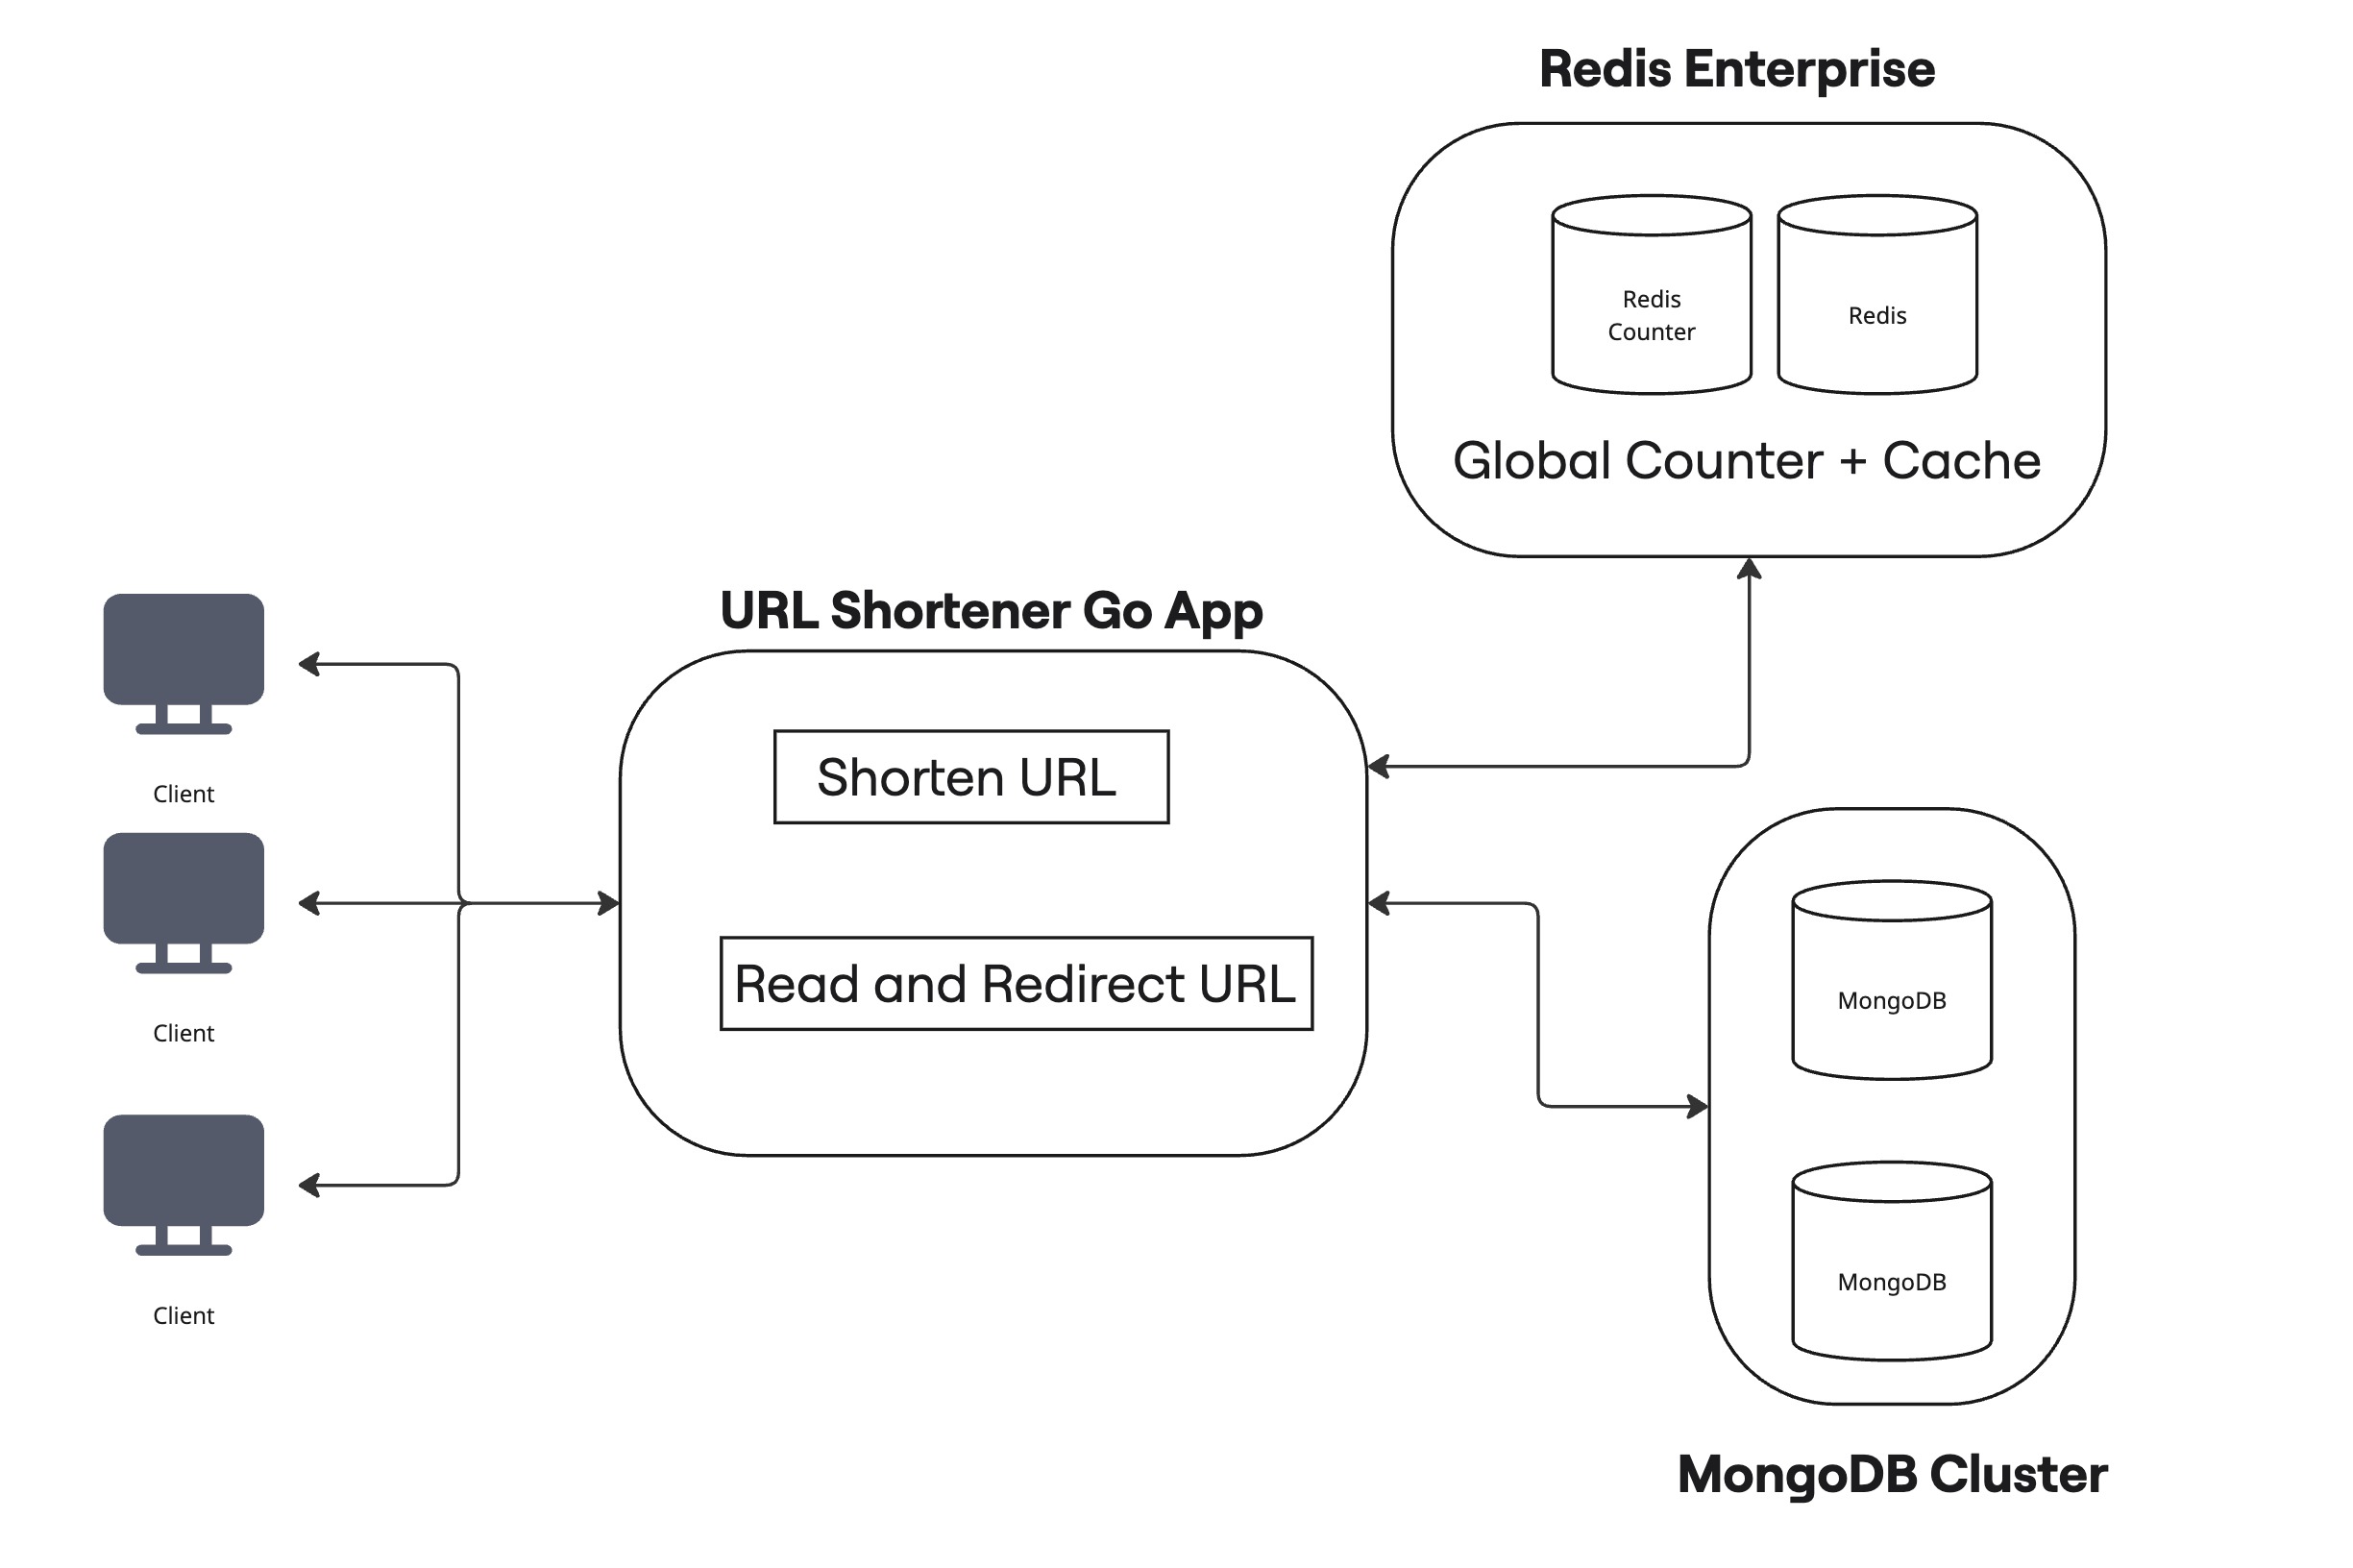 Redis Enterprise
Redis
Counter
Redis
Global Counter + Cache
URL Shortener Go App
Shorten URL
Read and Redirect URL
Client
Client
Client
MongoDB
MongoDB
MongoDB Cluster